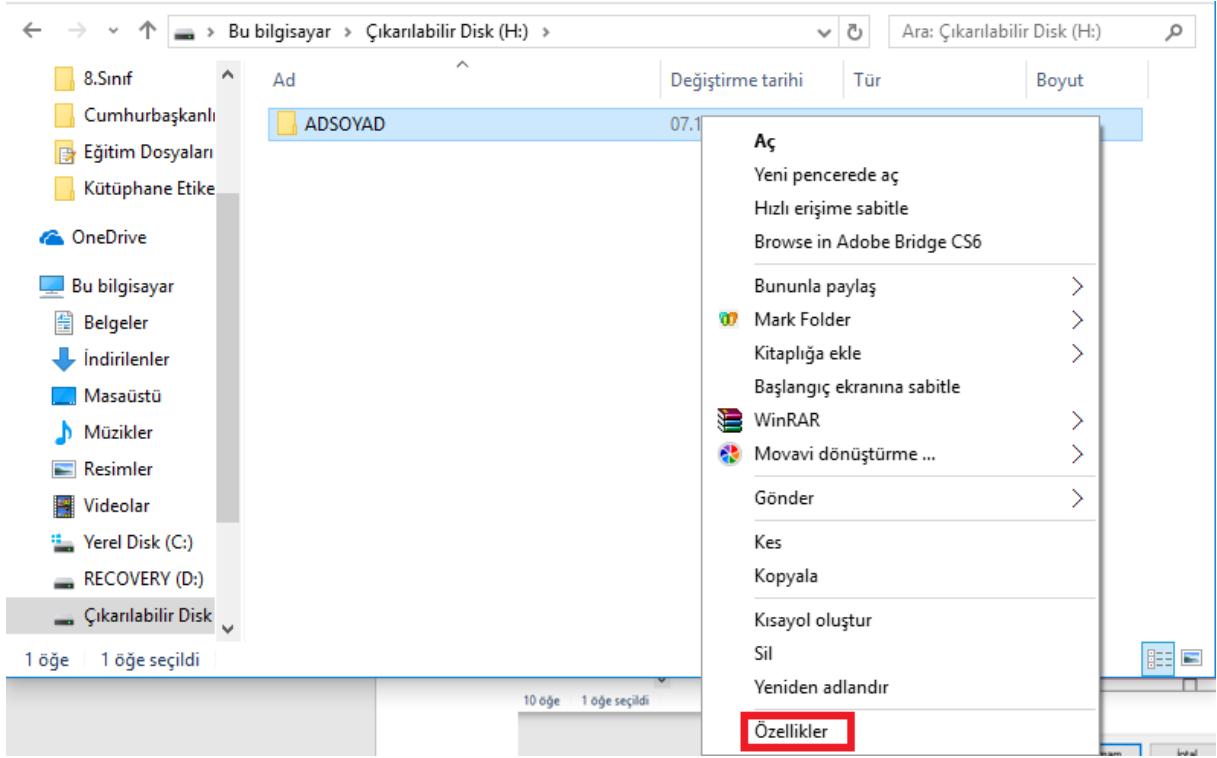 Bu bilgisayar > Çıkarılabilir Disk (H:) >
Ara: Çıkarılabilir Disk (H:)
8.Sınıf
Cumhurbaşkanlı
Eğitim Dosyaları
Kütüphane Etike
OneDrive
Bu bilgisayar
Belgeler
İndirilenler
Masaüstü
Müzikler
Resimler
Videolar
Yerel Disk (C:)
RECOVERY (D:)
Çıkarılabilir Disk
Ad Değiştirme tarihi Tür Boyut
ADSOYAD 07.1
Aç
Yeni pencerede aç
Hızlı erişime sabitle
Browse in Adobe Bridge CS6
Bununla paylaş
Mark Folder
Kitaplığa ekle
Başlangıç ekranına sabitle
WinRAR
Movavi dönüştürme ...
Gönder
Kes
Kopyala
Kısayol oluştur
Sil
Yeniden adlandır
Özellikler
1 öğe 1 öğe seçildi
10 öğe 1 öğe seçildi